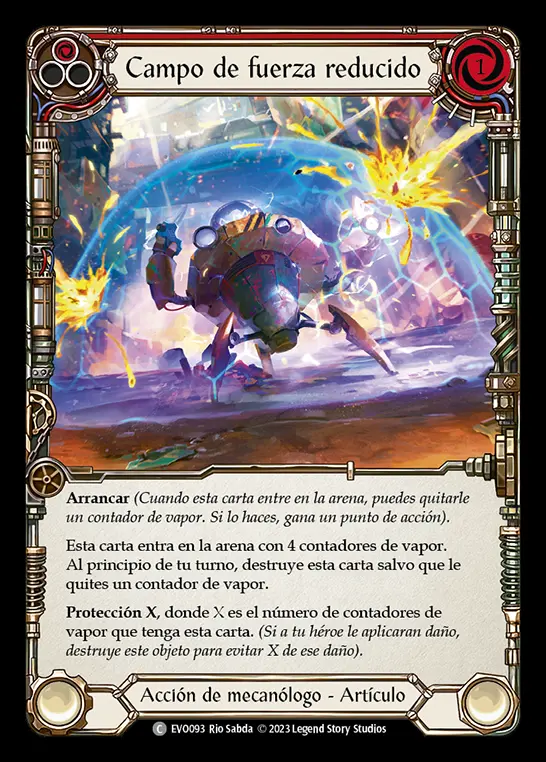 Campo de fuerza reducido
1
Arrancar (Cuando esta carta entre en la arena, puedes quitarle
un contador de vapor. Si lo haces, gana un punto de acción).
Esta carta entra en la arena con 4 contadores de vapor.
Al principio de tu turno, destruye esta carta salvo que le
quites un contador de vapor.
Protección X, donde X es el número de contadores de
vapor que tenga esta carta. (Si a tu héroe le aplicaran daño,
destruye este objeto para evitar X de ese daño).
Acción de mecanólogo - Artículo
C EVO093 Rio Sabda © 2023 Legend Story Studios